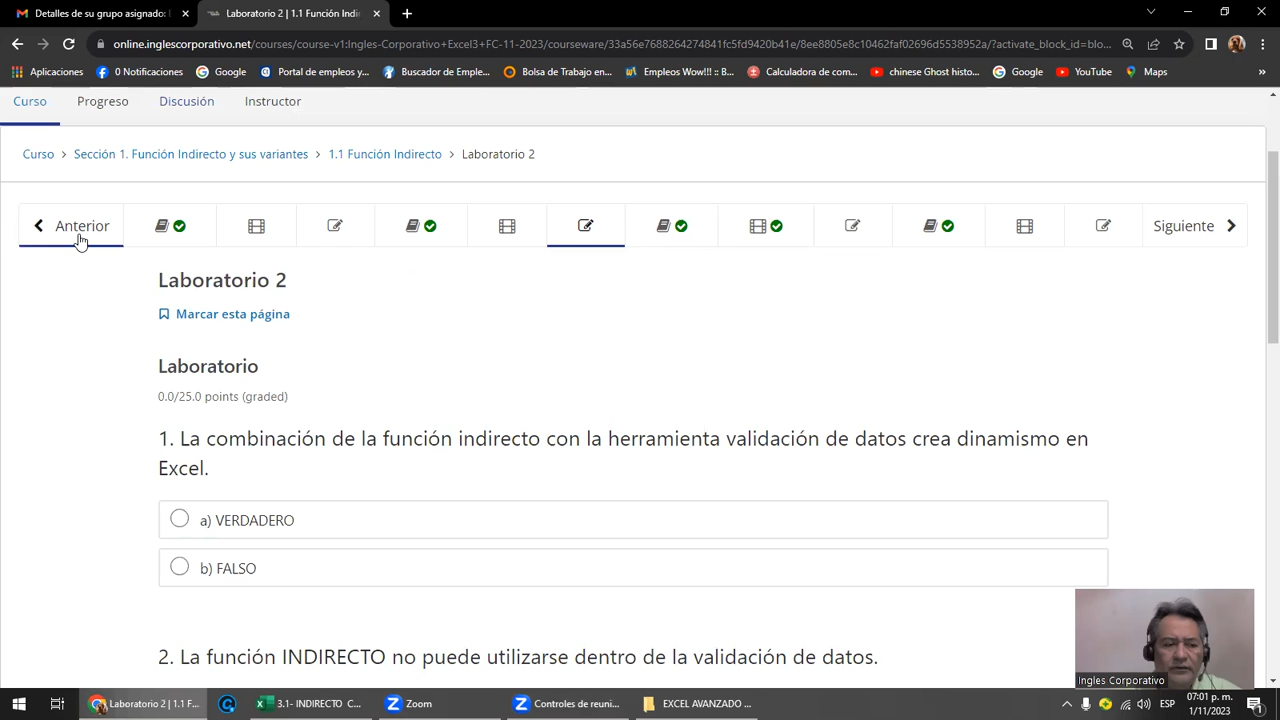 Detalles de su grupo asignado:
Laboratorio 2 | 1.1 Función Indi
online.inglescorporativo.net/courses/course-v1:Ingles-Corporativo+Excel3+FC-11-2023/courseware/33a56e7688264274841fc5fd9420b41e/8ee8805e8c10462faf02696d5538952a/?activate_block_id=blo...
Aplicaciones
0 Notificaciones
Google
Portal de empleos y...
Buscador de Emple...
Bolsa de Trabajo en...
Empleos Wow!!! :: B...
Calculadora de com...
chinese Ghost histo...
Google
YouTube
Maps
Curso
Progreso
Discusión
Instructor
Curso > Sección 1. Función Indirecto y sus variantes > 1.1 Función Indirecto > Laboratorio 2
Anterior
Siguiente
Laboratorio 2
Marcar esta página
Laboratorio
0.0/25.0 points (graded)
1. La combinación de la función indirecto con la herramienta validación de datos crea dinamismo en
Excel.
a) VERDADERO
b) FALSO
2. La función INDIRECTO no puede utilizarse dentro de la validación de datos.
Ingles Corporativo
Laboratorio 2 | 1.1 F...
3.1- INDIRECTO C...
Zoom
Controles de reuni...
EXCEL AVANZADO ...
ESP
07:01 p. m.
1/11/2023